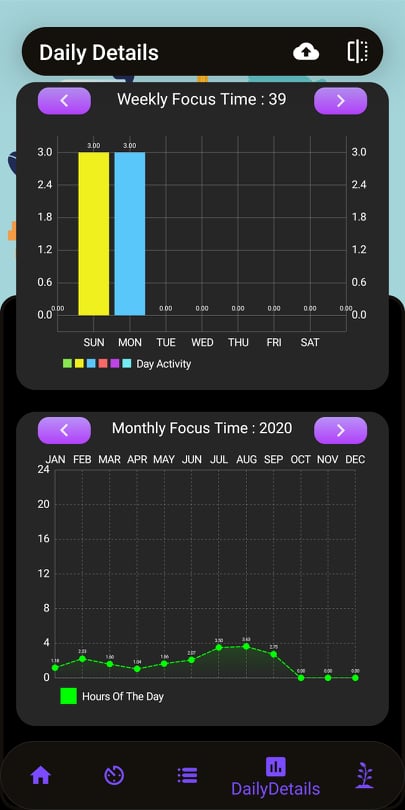 Daily Details
Weekly Focus Time : 39
3.00 3.00
3.0 3.0
2.4 2.4
1.8 1.8
1.2 1.2
0.6 0.6
0.00 0.00 0.00 0.00 0.00 0.00
0.0 0.0
SUN MON TUE WED THU FRI SAT
Day Activity
Monthly Focus Time : 2020
JAN FEB MAR APR MAY JUN JUL AUG SEP OCT NOV DEC
24
20
16
12
8
4
0
1.18 2.23 1.60 1.04 1.66 2.07 3.50 3.63 2.75 0.00 0.00 0.00
Hours Of The Day
DailyDetails